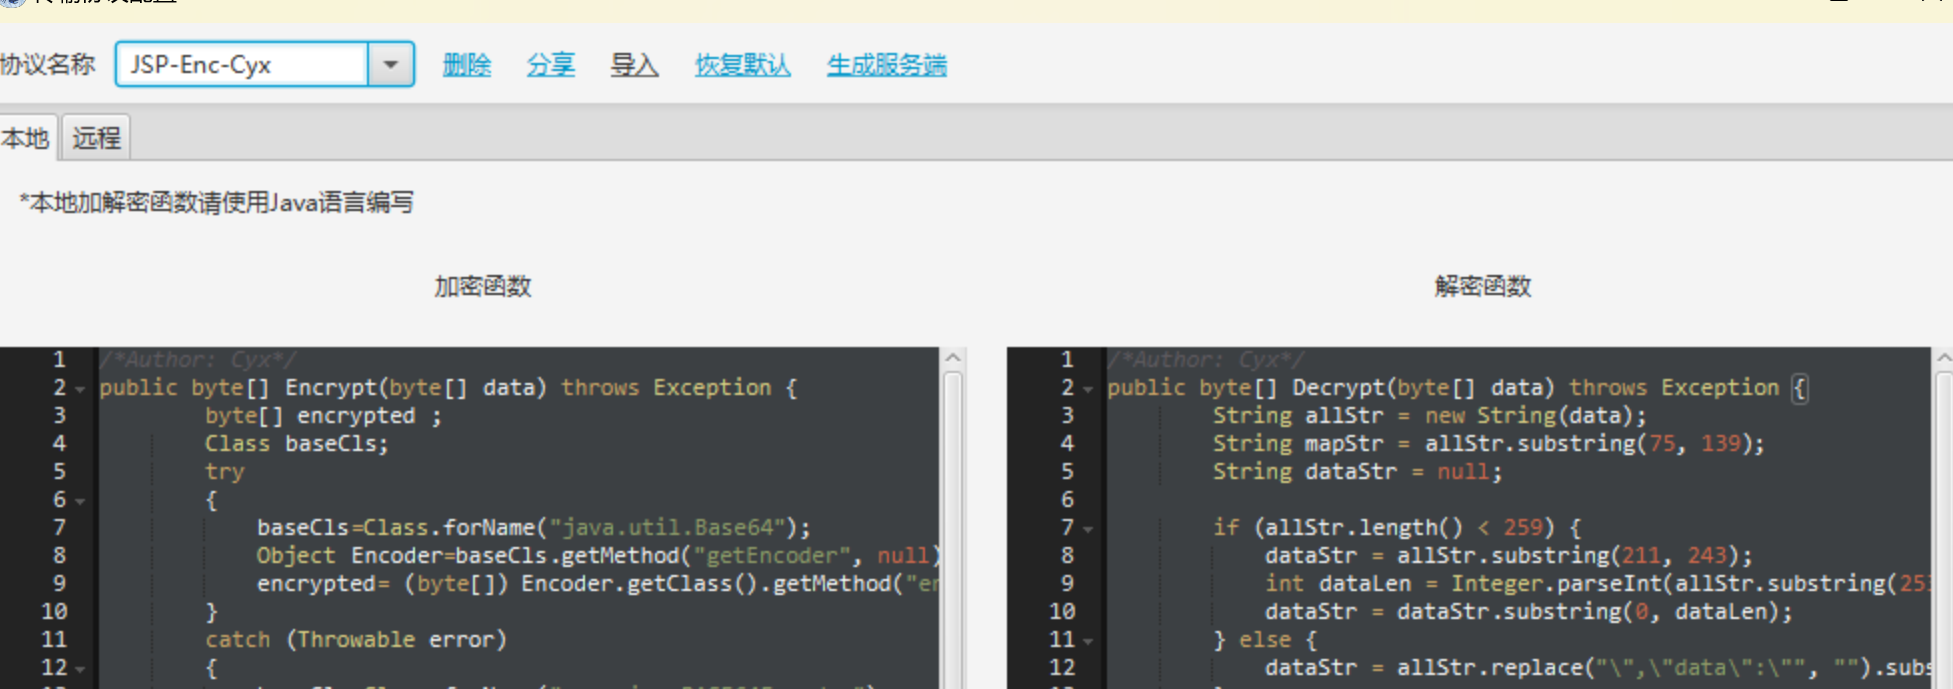 协议名称 JSP-Enc-Cyx 删除 分享 导入 恢复默认 生成服务端
本地 远程
*本地加解密函数请使用Java语言编写
加密函数
1 /*Author: Cyx*/
2 public byte[] Encrypt(byte[] data) throws Exception {
3 byte[] encrypted ;
4 Class baseCls;
5 try
6 {
7 baseCls=Class.forName("java.util.Base64");
8 Object Encoder=baseCls.getMethod("getEncoder", null)
9 encrypted= (byte[]) Encoder.getClass().getMethod("er
10 }
11 catch (Throwable error)
12 {
解密函数
1 /*Author: Cyx*/
2 public byte[] Decrypt(byte[] data) throws Exception {
3 String allStr = new String(data);
4 String mapStr = allStr.substring(75, 139);
5 String dataStr = null;
6
7 if (allStr.length() < 259) {
8 dataStr = allStr.substring(211, 243);
9 int dataLen = Integer.parseInt(allStr.substring(25
10 dataStr = dataStr.substring(0, dataLen);
11 } else {
12 dataStr = allStr.replace("\",\"data\":\"", "").subs